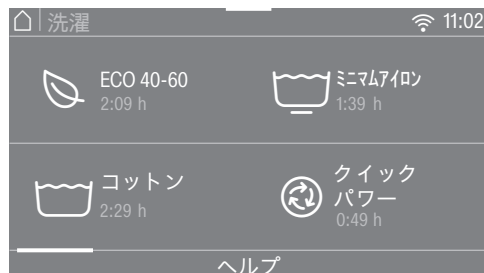 洗濯 11:02
ECO 40-60
2:09 h
ミニマムアイロン
1:39 h
コットン
2:29 h
クイック
パワー
0:49 h
ヘルプ